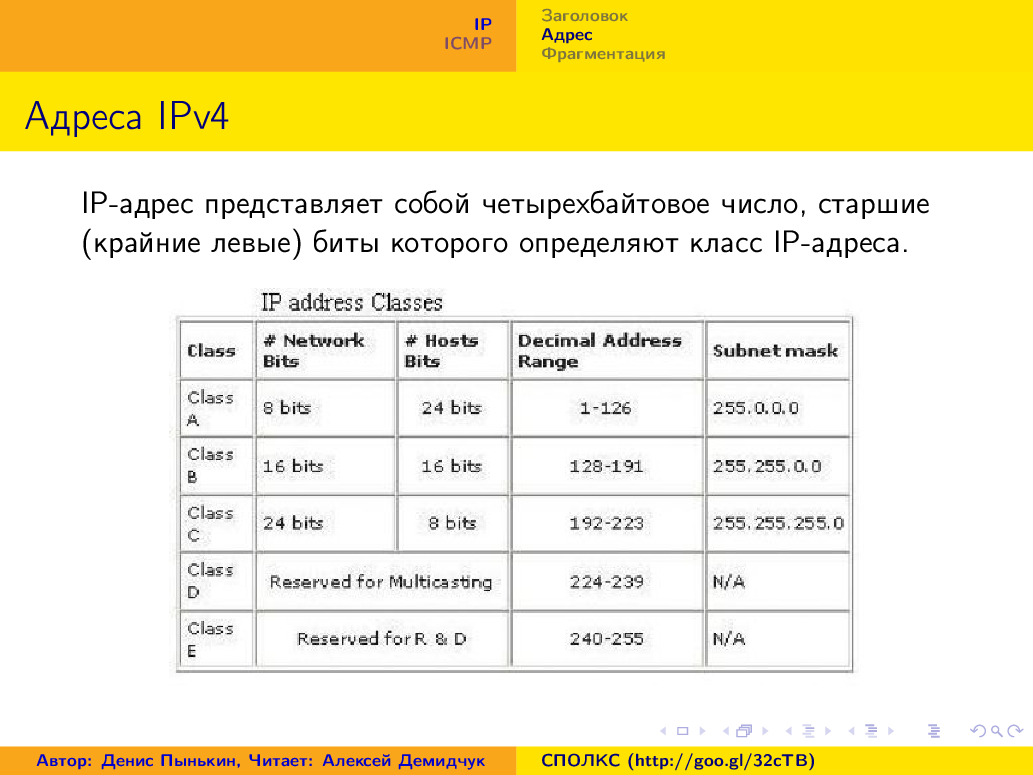 IP
ICMP
Заголовок
Адрес
Фрагментация
Адреса IPv4
IP-адрес представляет собой четырехбайтовое число, старшие
(крайние левые) биты которого определяют класс IP-адреса.
IP address Classes
Class # Network Bits # Hosts Bits Decimal Address Range Subnet mask
Class A 8 bits 24 bits 1-126 255.0.0.0
Class B 16 bits 16 bits 128-191 255.255.0.0
Class C 24 bits 8 bits 192-223 255.255.255.0
Class D Reserved for Multicasting 224-239 N/A
Class E Reserved for R & D 240-255 N/A
Автор: Денис Пынькин, Читает: Алексей Демидчук
СПОЛКС (http://goo.gl/32cTB)